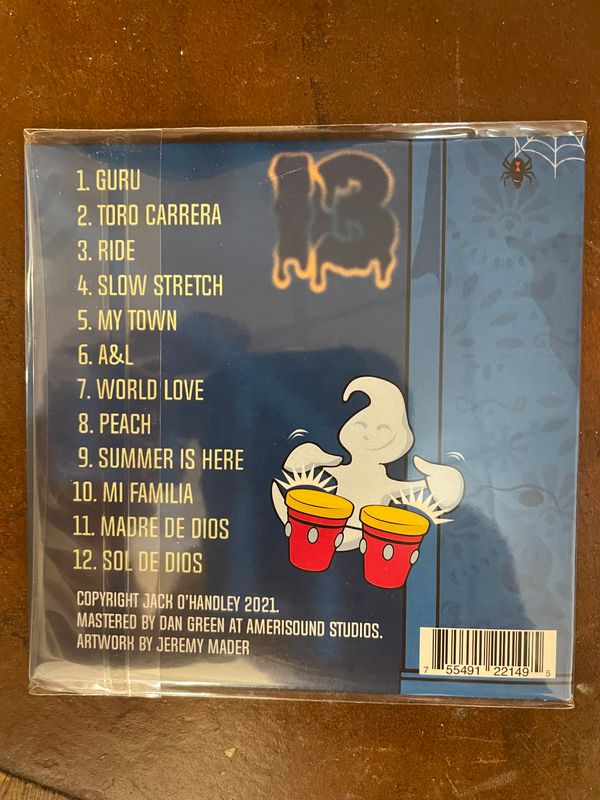 13
1. GURU
2. TORO CARRERA
3. RIDE
4. SLOW STRETCH
5. MY TOWN
6. A&L
7. WORLD LOVE
8. PEACH
9. SUMMER IS HERE
10. MI FAMILIA
11. MADRE DE DIOS
12. SOL DE DIOS
COPYRIGHT JACK O'HANDLEY 2021.
MASTERED BY DAN GREEN AT AMERISOUND STUDIOS.
ARTWORK BY JEREMY MADER
7 55491 22149 5